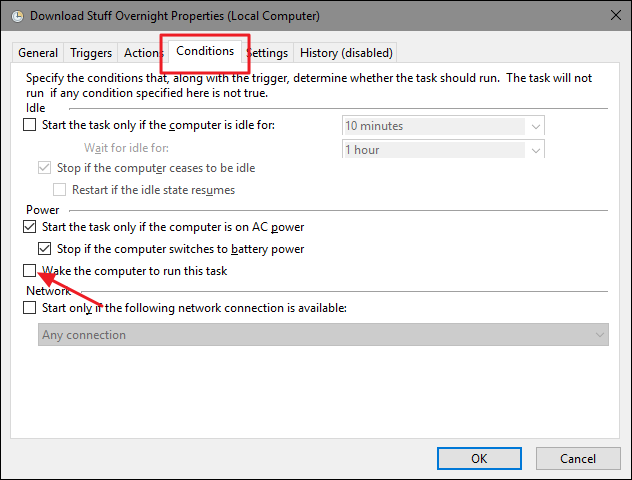 Download Stuff Overnight Properties (Local Computer)
General Triggers Actions Conditions Settings History (disabled)
Specify the conditions that, along with the trigger, determine whether the task should run. The task will not
run if any condition specified here is not true.
Idle
Start the task only if the computer is idle for: 10 minutes
Wait for idle for: 1 hour
Stop if the computer ceases to be idle
Restart if the idle state resumes
Power
Start the task only if the computer is on AC power
Stop if the computer switches to battery power
Wake the computer to run this task
Network
Start only if the following network connection is available:
Any connection
OK Cancel